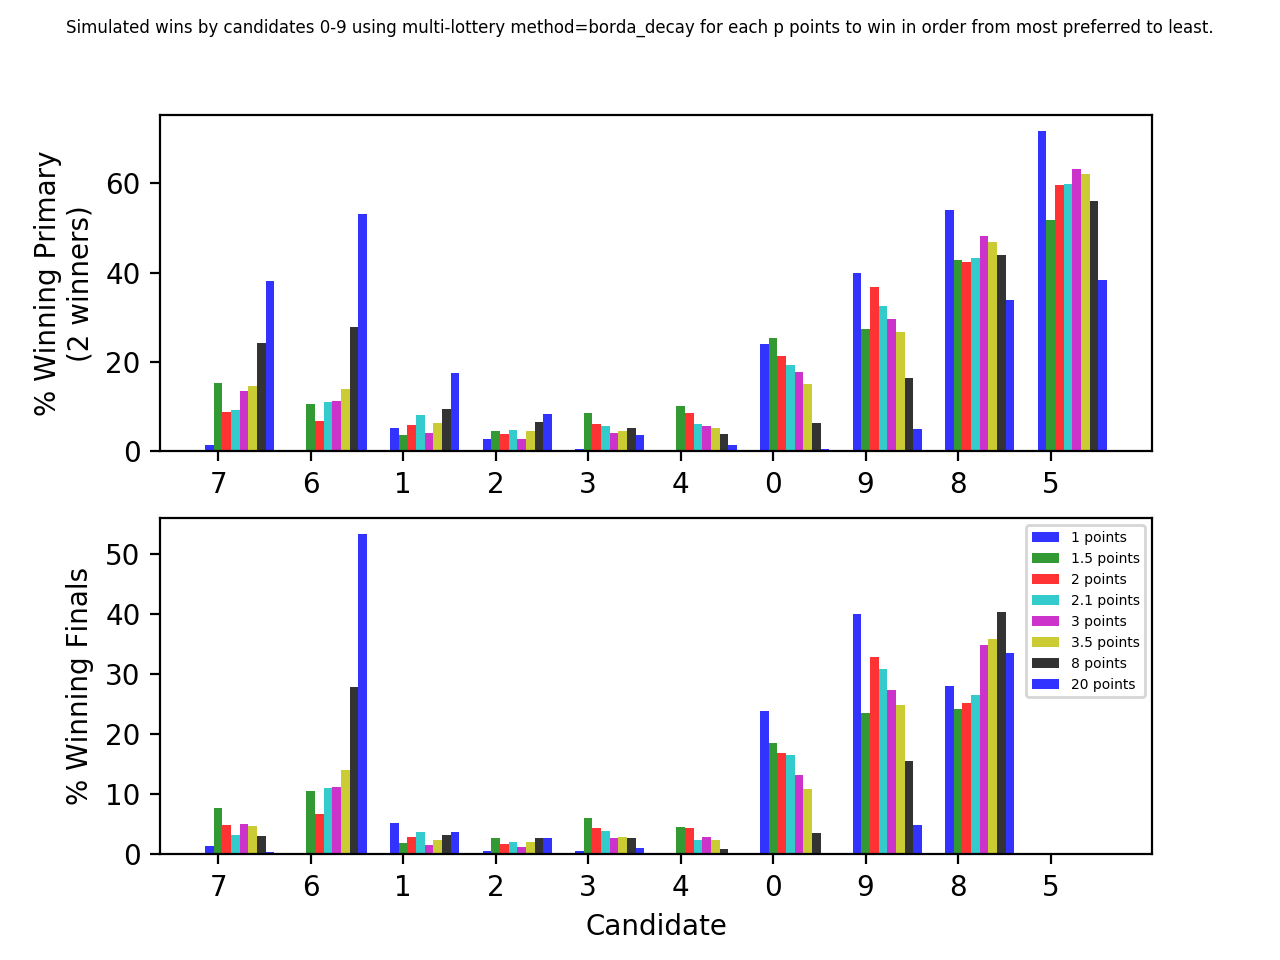 Simulated wins by candidates 0-9 using multi-lottery method=borda_decay for each p points to win in order from most preferred to least.
% Winning Primary
(2 winners)
60
40
20
0
7 6 1 2 3 4 0 9 8 5
% Winning Finals
50
40
30
20
10
0
1 points
1.5 points
2 points
2.1 points
3 points
3.5 points
8 points
20 points
7 6 1 2 3 4 0 9 8 5
Candidate